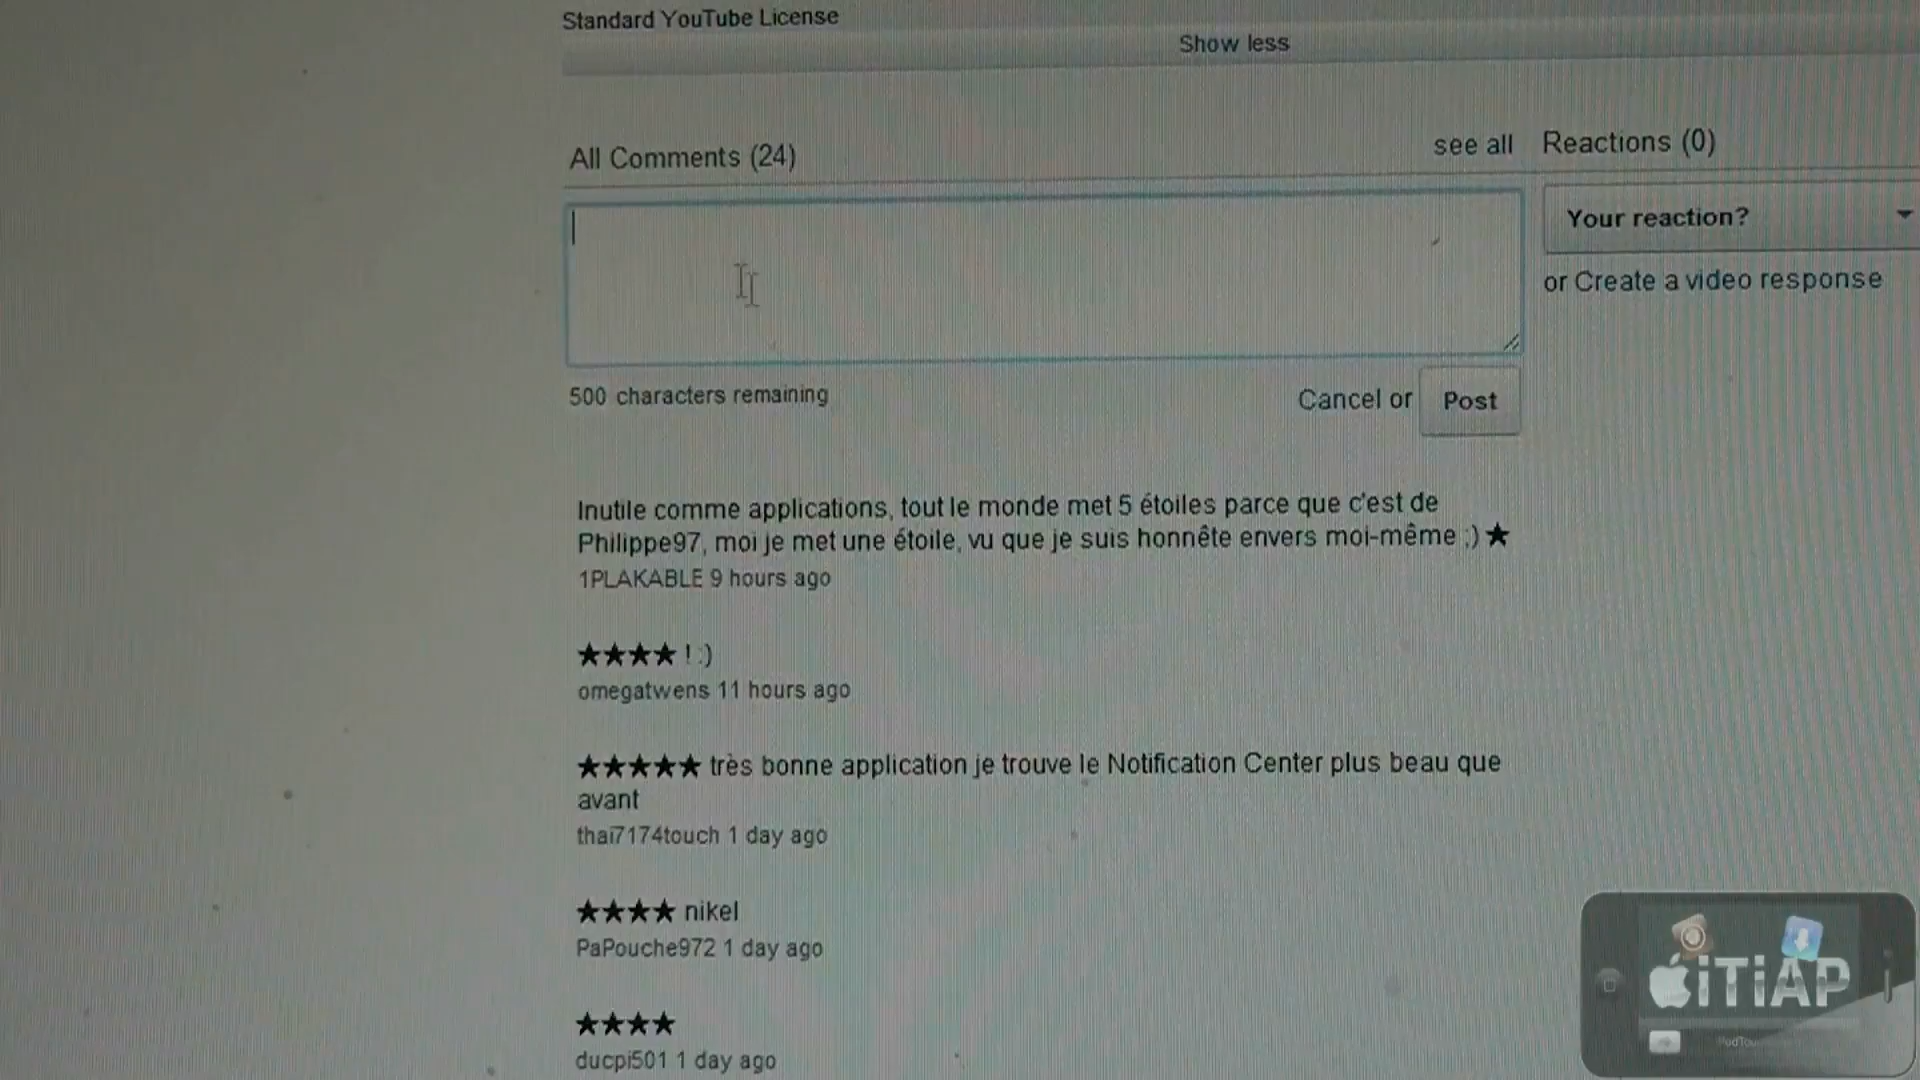 Standard YouTube License
Show less
All Comments (24)
see all
Reactions (0)
Your reaction?
or Create a video response
500 characters remaining
Cancel or
Post
Inutile comme applications, tout le monde met 5 étoiles parce que c'est de
Philippe97, moi je met une étoile, vu que je suis honnête envers moi-même ;) ★
1PLAKABLE 9 hours ago
★★★★ ! :)
omegatwens 11 hours ago
★★★★★ très bonne application je trouve le Notification Center plus beau que
avant
thai7174touch 1 day ago
★★★★ nikel
PaPouche972 1 day ago
★★★★
ducpi501 1 day ago
iTiAP